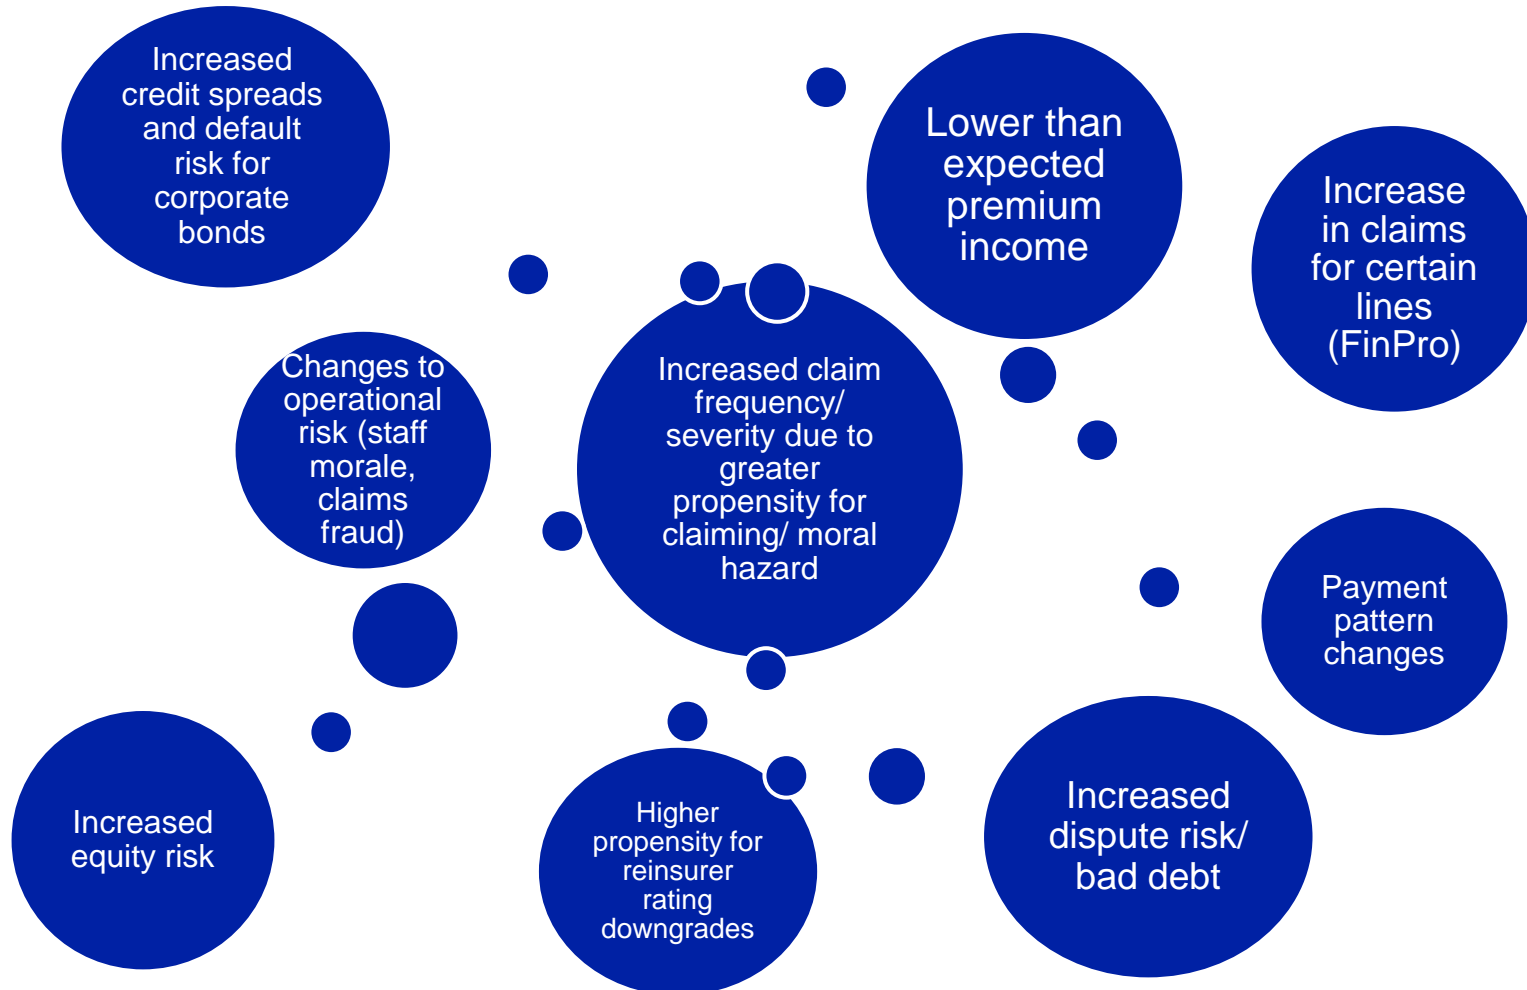 Increased
credit spreads
and default
risk for
corporate
bonds
Lower than
expected
premium
income
Increase
in claims
for certain
lines
(FinPro)
Changes to
operational
risk (staff
morale,
claims
fraud)
Increased claim
frequency/
severity due to
greater
propensity for
claiming/ moral
hazard
Payment
pattern
changes
Increased
equity risk
Higher
propensity for
reinsurer
rating
downgrades
Increased
dispute risk/
bad debt